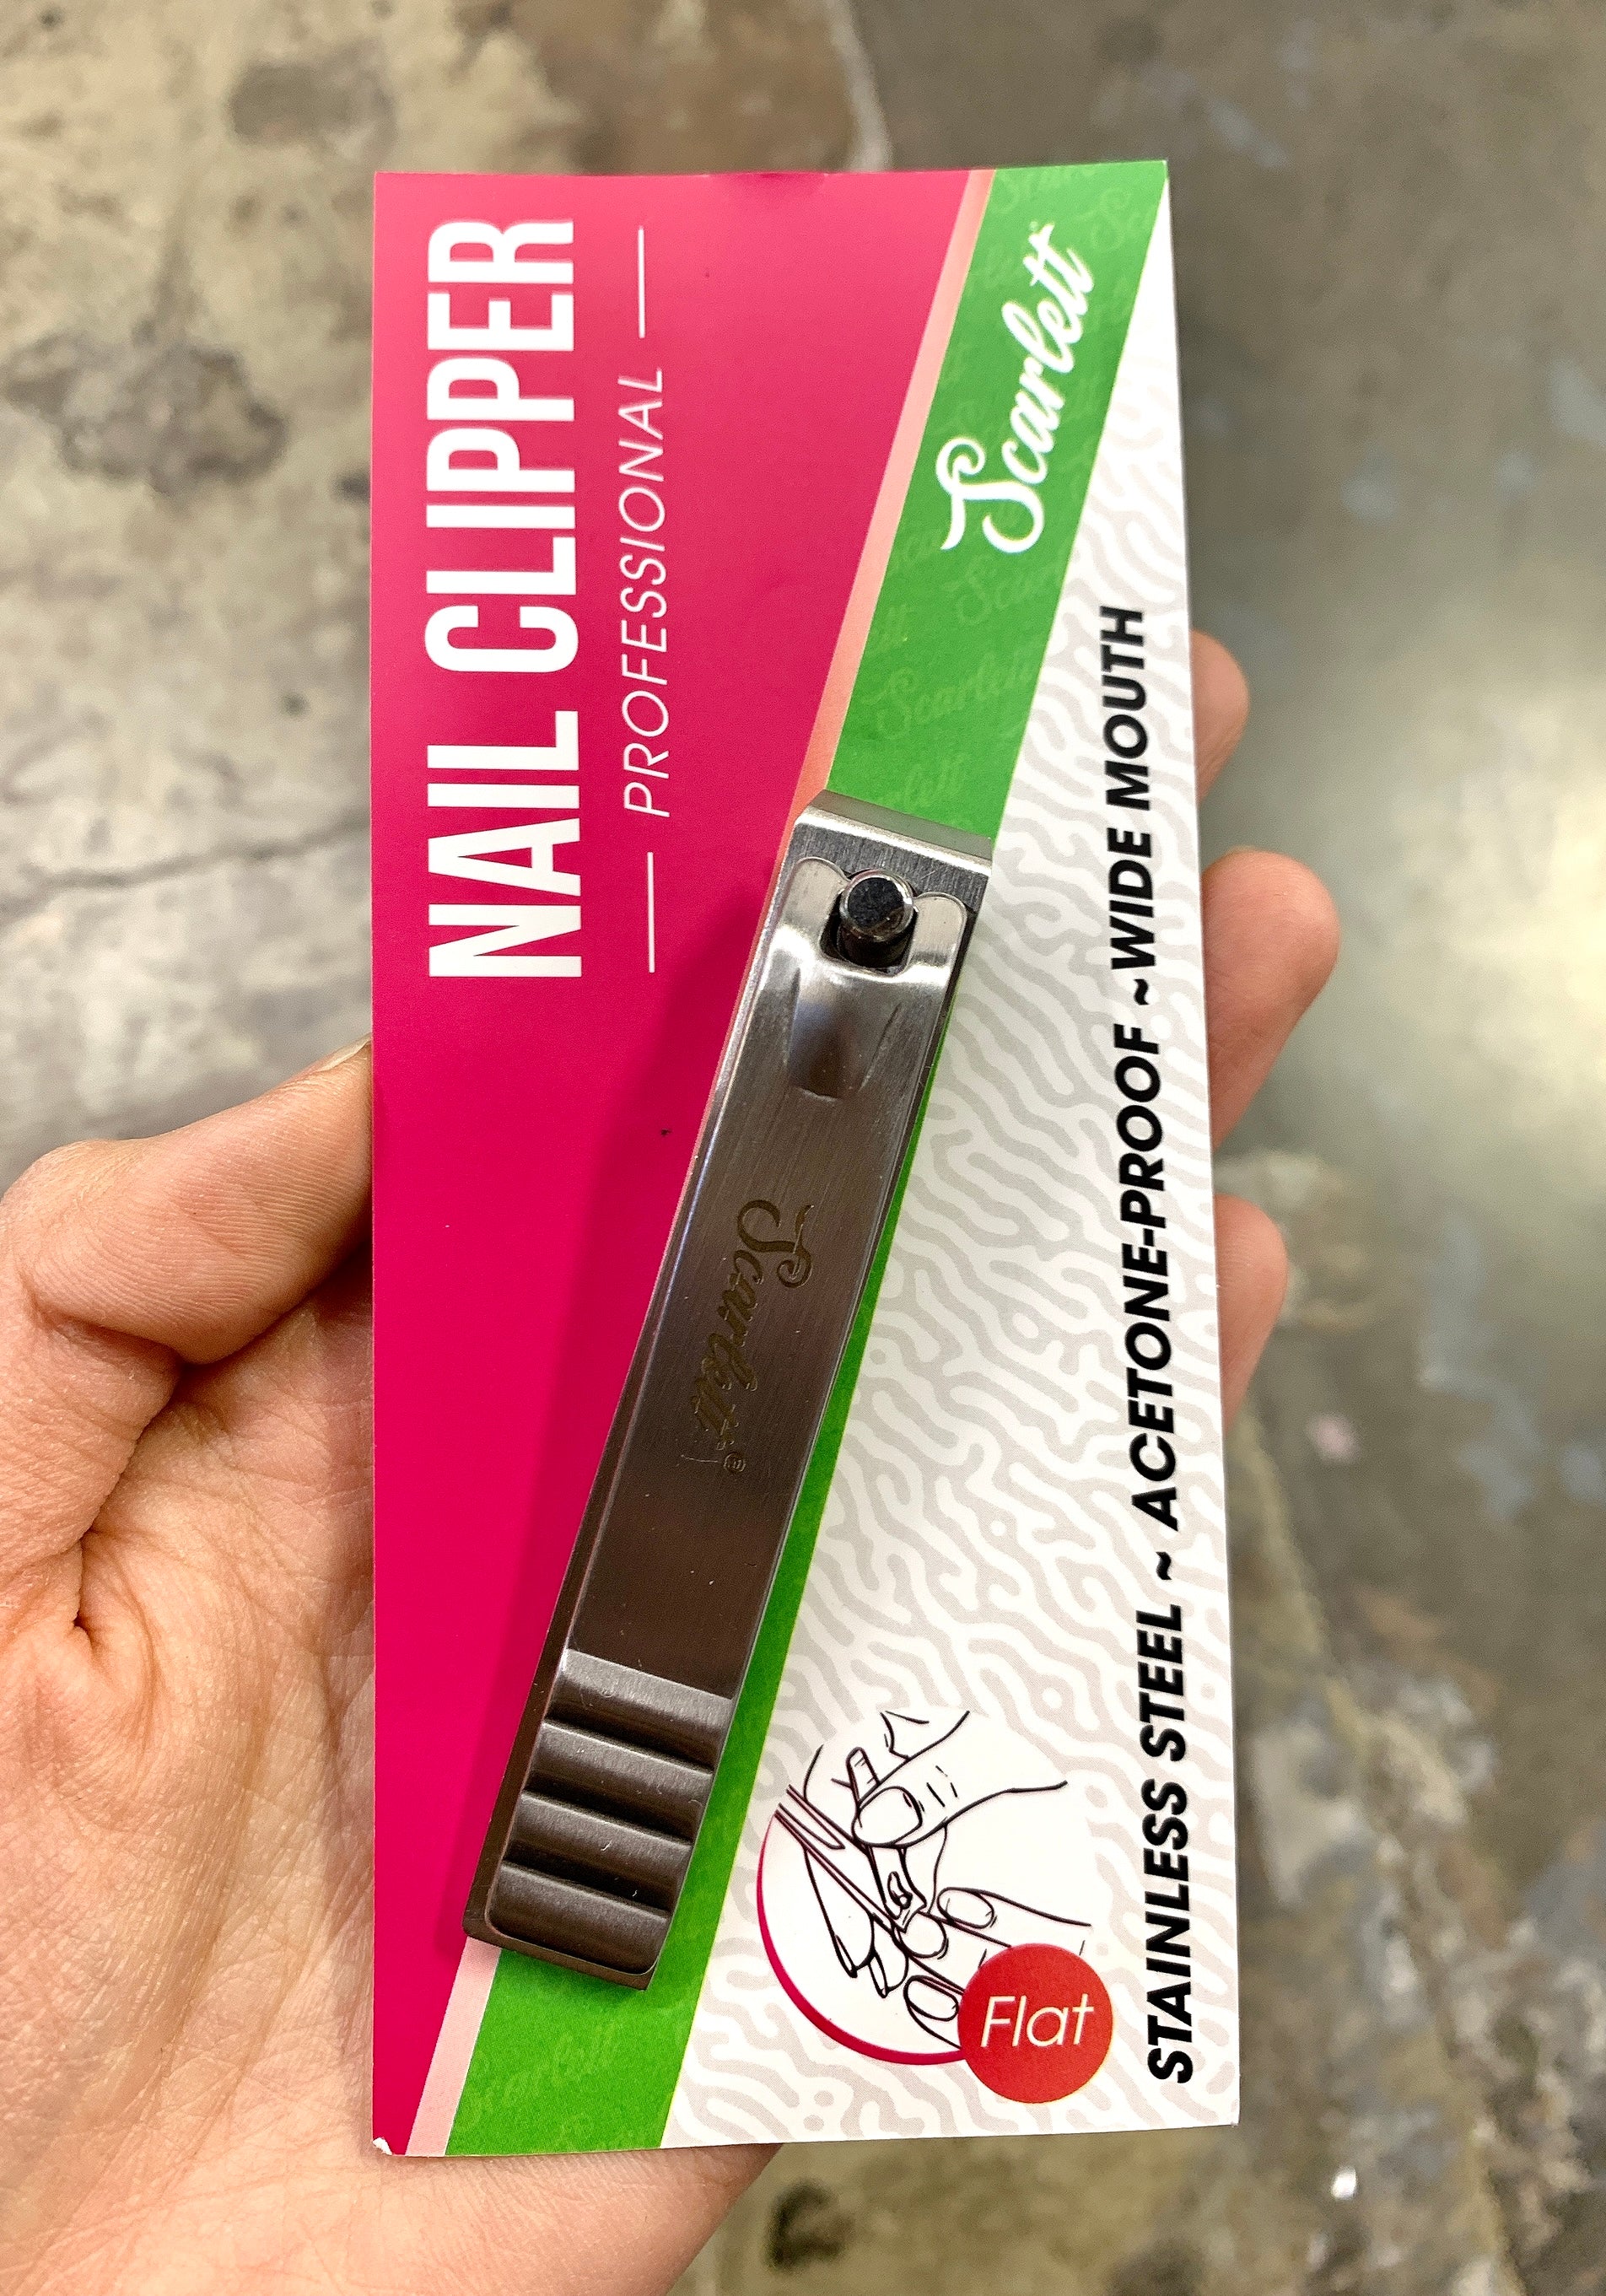 NAIL CLIPPER
PROFESSIONAL
Scarlett
Scarlett®
STAINLESS STEEL ~ ACETONE-PROOF ~WIDE MOUTH
Flat